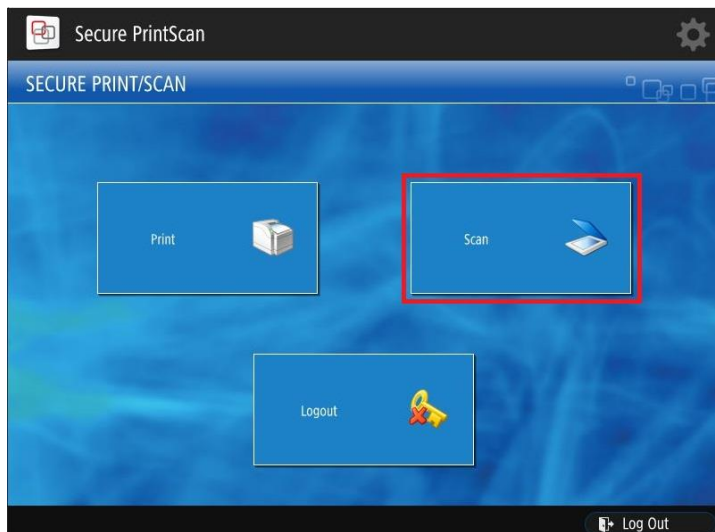 Secure PrintScan
SECURE PRINT/SCAN
Print
Scan
Logout
Log Out